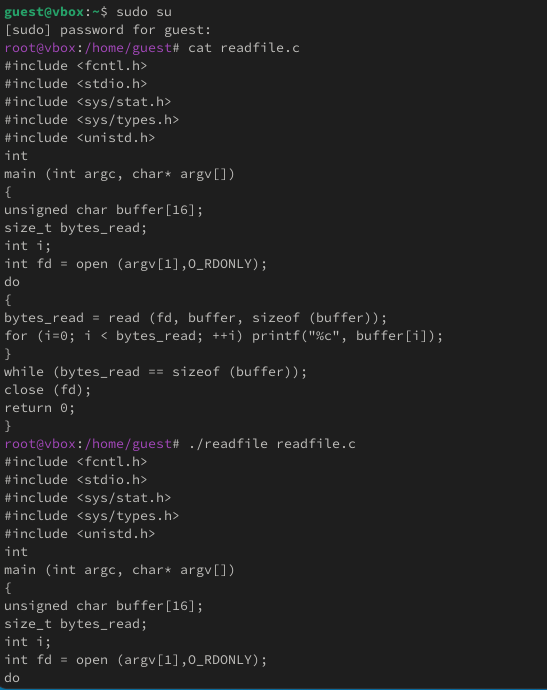 guest@vbox:~$ sudo su
[sudo] password for guest:
root@vbox:/home/guest# cat readfile.c
#include <fcntl.h>
#include <stdio.h>
#include <sys/stat.h>
#include <sys/types.h>
#include <unistd.h>
int
main (int argc, char* argv[])
{
unsigned char buffer[16];
size_t bytes_read;
int i;
int fd = open (argv[1],O_RDONLY);
do
{
bytes_read = read (fd, buffer, sizeof (buffer));
for (i=0; i < bytes_read; ++i) printf("%c", buffer[i]);
}
while (bytes_read == sizeof (buffer));
close (fd);
return 0;
}
root@vbox:/home/guest# ./readfile readfile.c
#include <fcntl.h>
#include <stdio.h>
#include <sys/stat.h>
#include <sys/types.h>
#include <unistd.h>
int
main (int argc, char* argv[])
{
unsigned char buffer[16];
size_t bytes_read;
int i;
int fd = open (argv[1],O_RDONLY);
do